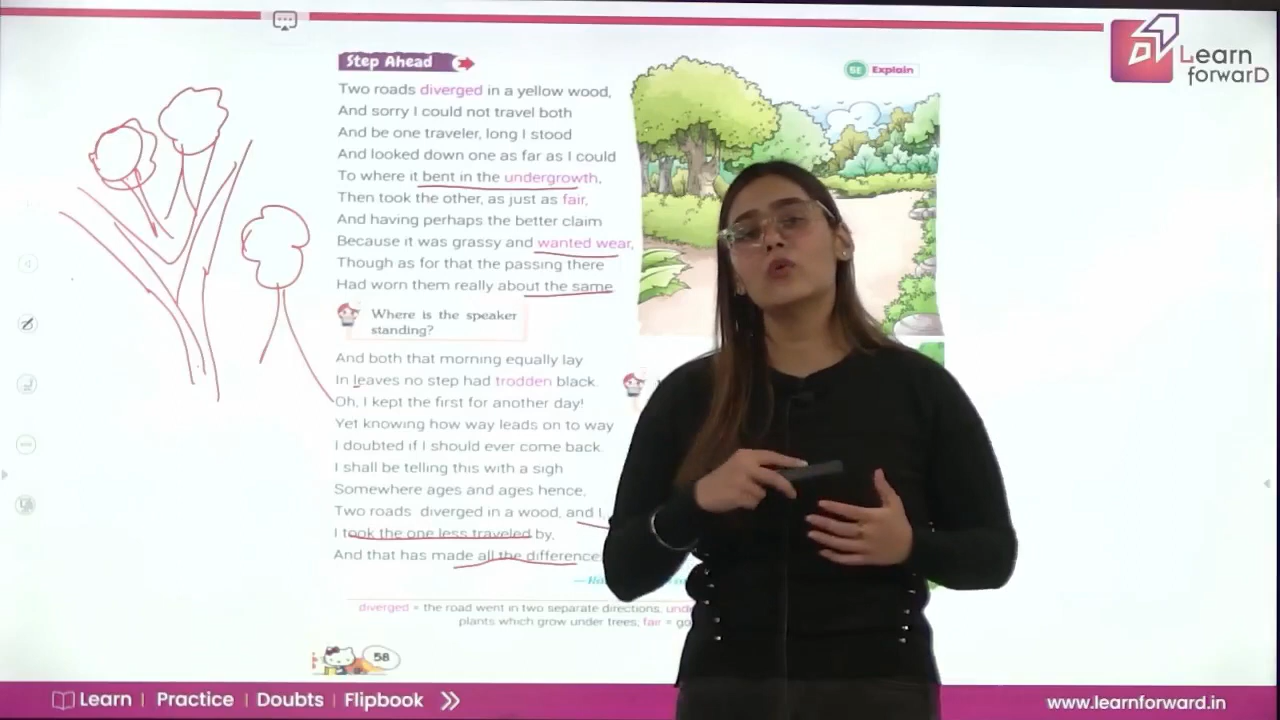 Learn
forwarD
Step Ahead
5E Explain
Two roads diverged in a yellow wood,
And sorry I could not travel both
And be one traveler, long I stood
And looked down one as far as I could
To where it bent in the undergrowth,
Then took the other, as just as fair,
And having perhaps the better claim
Because it was grassy and wanted wear,
Though as for that the passing there
Had worn them really about the same
Where is the speaker
standing?
And both that morning equally lay
In leaves no step had trodden black.
Oh, I kept the first for another day!
Yet knowing how way leads on to way
I doubted if I should ever come back.
I shall be telling this with a sigh
Somewhere ages and ages hence,
Two roads diverged in a wood, and I,
I took the one less traveled by,
And that has made all the difference
diverged = the road went in two separate directions,
plants which grow under trees, fair =
58
Learn | Practice | Doubts | Flipbook
www.learnforward.in